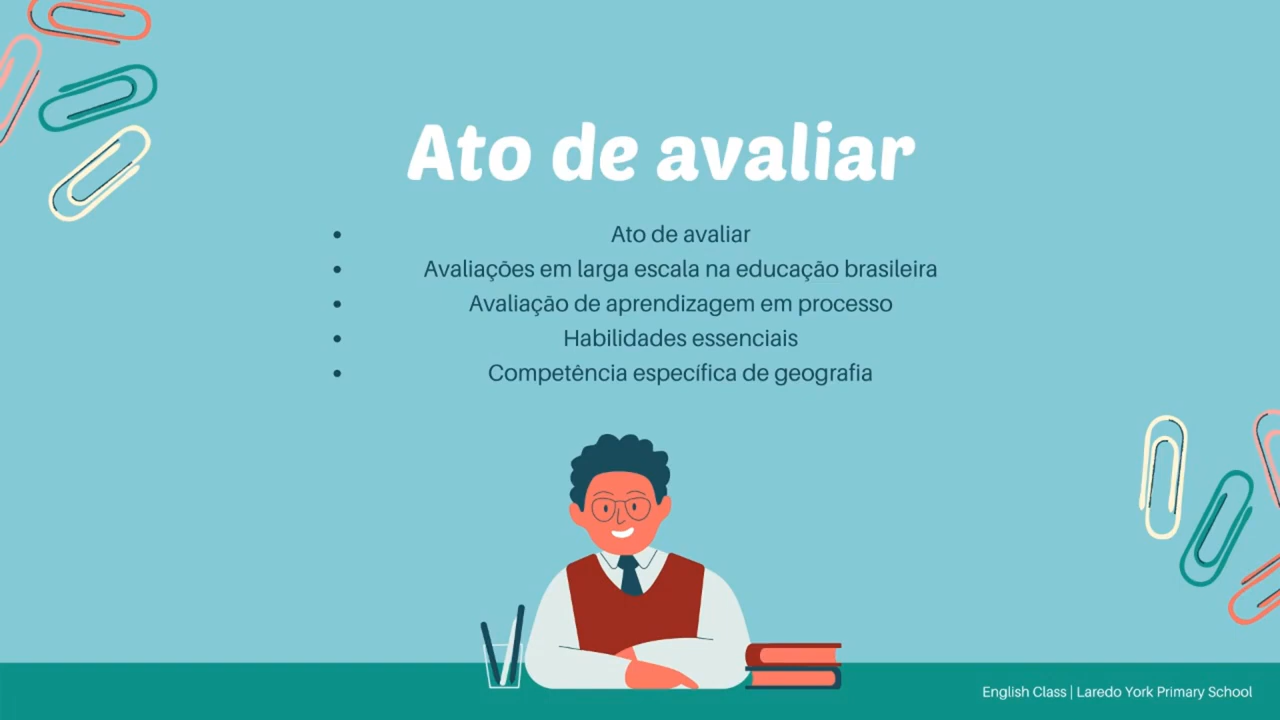 Ato de avaliar
• Ato de avaliar
• Avaliações em larga escala na educação brasileira
• Avaliação de aprendizagem em processo
• Habilidades essenciais
• Competência específica de geografia
English Class | Laredo York Primary School